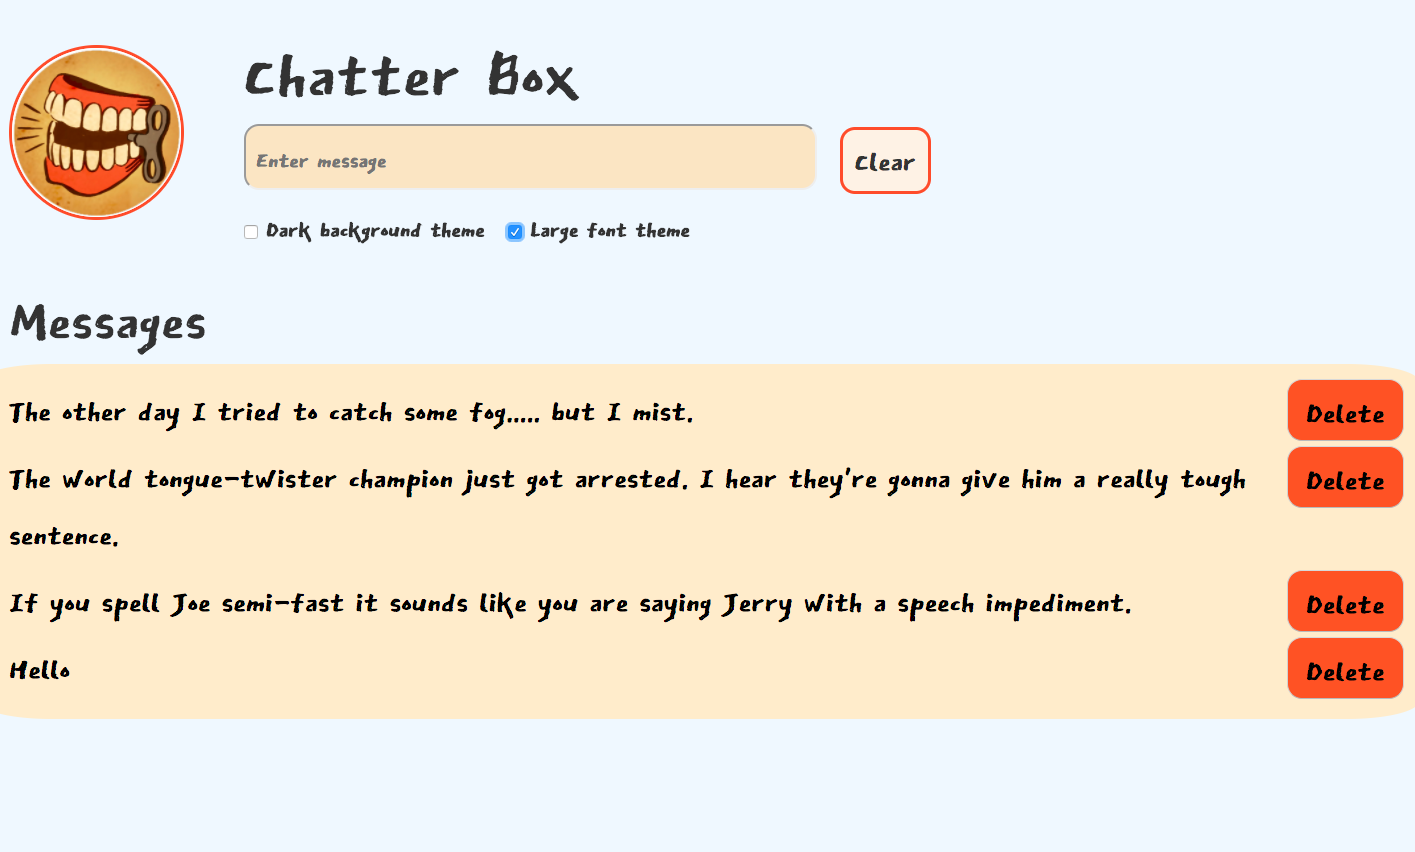 Chatter Box
Enter message
Clear
Dark background theme
Large font theme
Messages
The other day I tried to catch some fog..... but I mist.
Delete
The world tongue-twister champion just got arrested. I hear they're gonna give him a really tough
Delete
sentence.
If you spell Joe semi-fast it sounds like you are saying Jerry with a speech impediment.
Delete
Hello
Delete